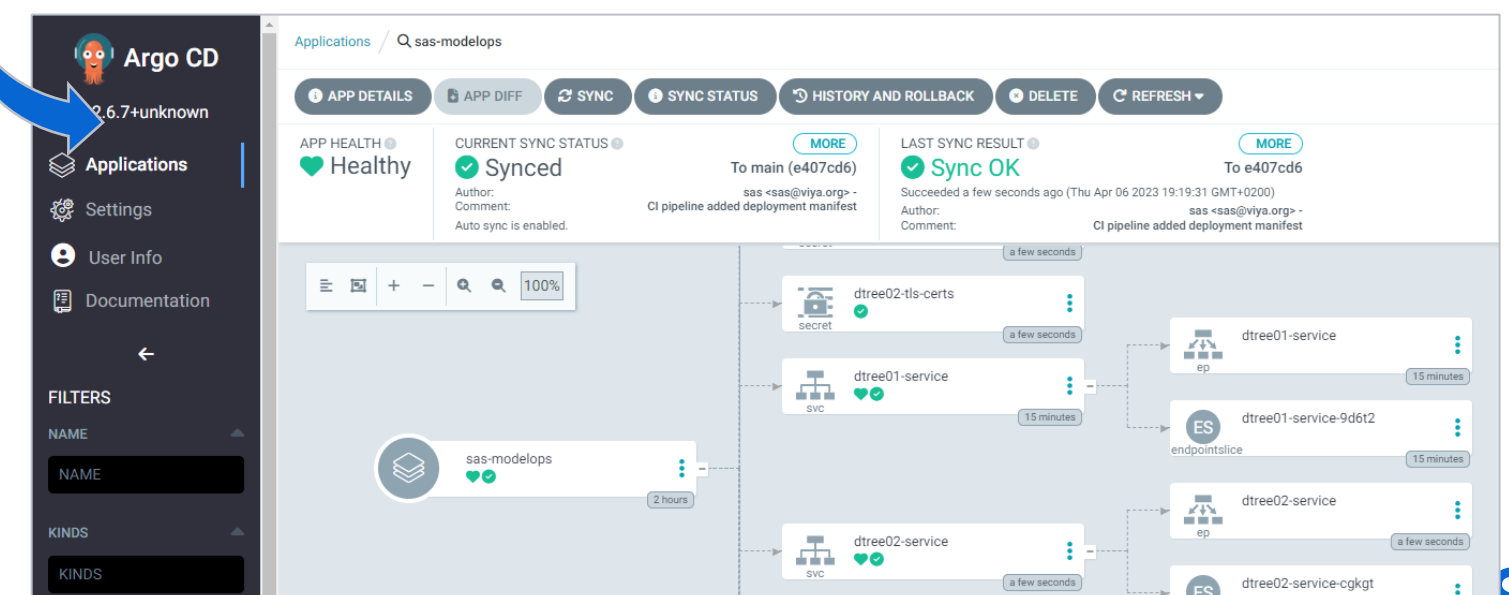 Argo CD
2.6.7+unknown
Applications
Settings
User Info
Documentation
FILTERS
NAME
NAME
KINDS
KINDS
Applications / sas-modelops
APP DETAILS
APP DIFF
SYNC
SYNC STATUS
HISTORY AND ROLLBACK
DELETE
REFRESH
APP HEALTH
Healthy
CURRENT SYNC STATUS
MORE
Synced
To main (e407cd6)
Author: sas <sas@viya.org> -
Comment: CI pipeline added deployment manifest
Auto sync is enabled.
LAST SYNC RESULT
MORE
Sync OK
To e407cd6
Succeeded a few seconds ago (Thu Apr 06 2023 19:19:31 GMT+0200)
Author: sas <sas@viya.org> -
Comment: CI pipeline added deployment manifest
100%
sas-modelops
2 hours
a few seconds
dtree02-tls-certs
secret
a few seconds
dtree01-service
svc
15 minutes
dtree02-service
svc
a few seconds
dtree01-service
ep
15 minutes
ES
dtree01-service-9d6t2
endpointslice
15 minutes
dtree02-service
ep
a few seconds
ES
dtree02-service-cgkgt